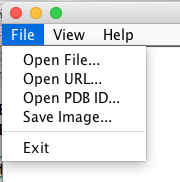 File View Help
Open File...
Open URL...
Open PDB ID...
Save Image...
Exit